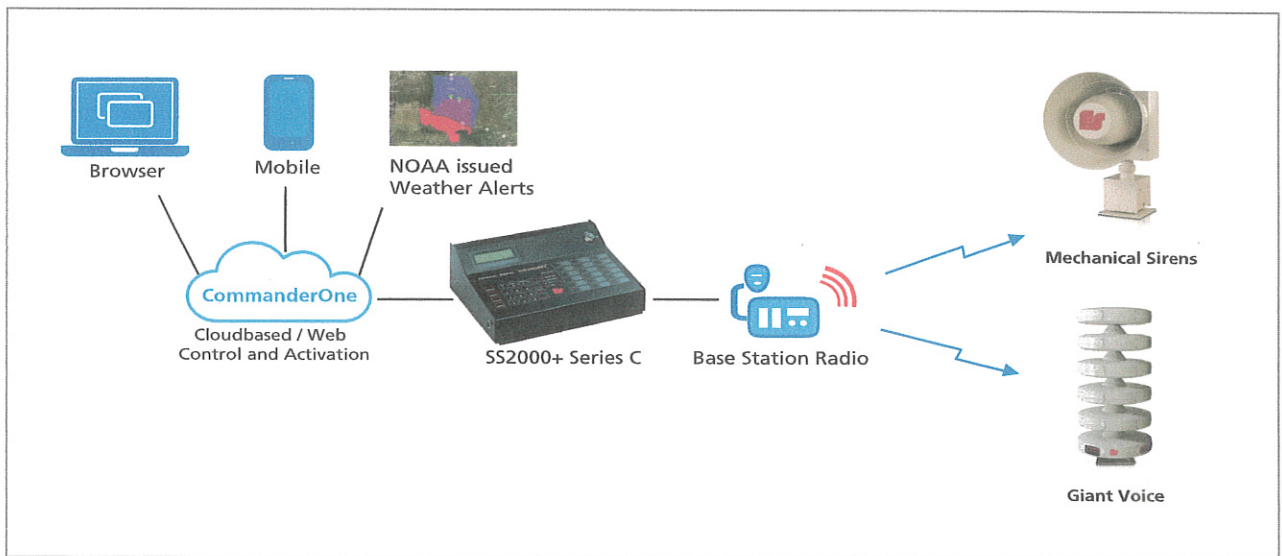 Browser
Mobile
NOAA issued
Weather Alerts
CommanderOne
Cloudbased / Web
Control and Activation
SS2000+ Series C
Base Station Radio
Mechanical Sirens
Giant Voice